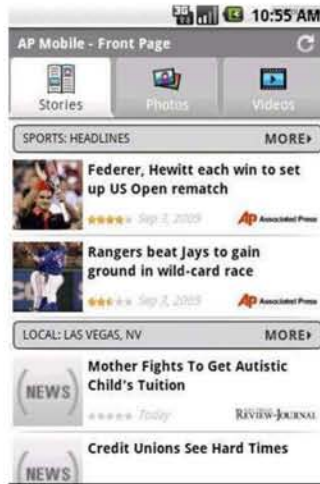 3G 10:55 AM
AP Mobile - Front Page
Stories Photos Videos
SPORTS: HEADLINES MORE
Federer, Hewitt each win to set
up US Open rematch
Sep 3, 2009 AP Associated Press
Rangers beat Jays to gain
ground in wild-card race
Sep 3, 2009 AP Associated Press
LOCAL: LAS VEGAS, NV MORE
Mother Fights To Get Autistic
Child's Tuition
(NEWS)
Today REVIEW-JOURNAL
Credit Unions See Hard Times
(NEWS)